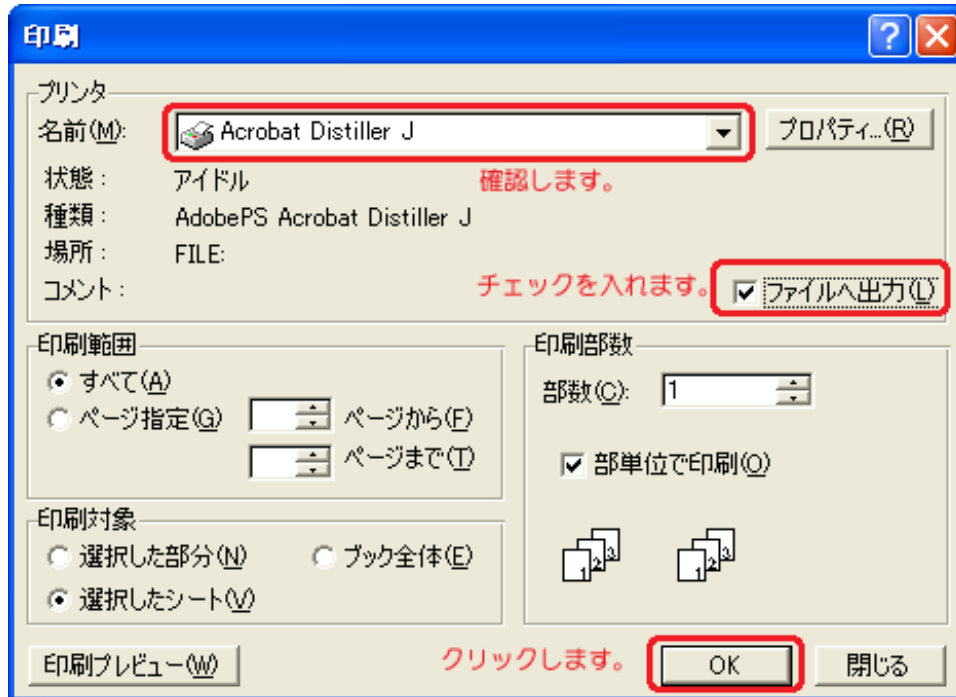 印刷
プリンタ
名前(M): Acrobat Distiller J プロパティ...(R)
状態： アイドル 確認します。
種類： AdobePS Acrobat Distiller J
場所： FILE:
コメント： チェックを入れます。 ファイルへ出力(L)
印刷範囲
すべて(A)
ページ指定(G) ページから(F)
ページまで(T)
印刷部数
部数(C): 1
部単位で印刷(O)
1 2 3 1 2 3
印刷対象
選択した部分(N) ブック全体(E)
選択したシート(V)
印刷プレビュー(W) クリックします。 OK 閉じる